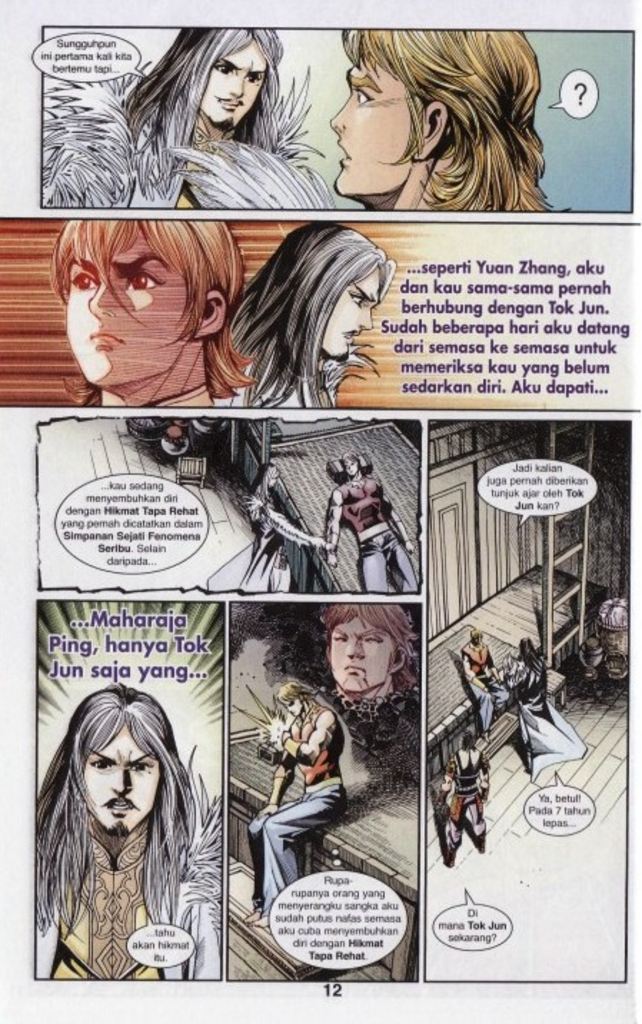 Sungguhpun
ini pertama kali kita
bertemu tapi...
?
...seperti Yuan Zhang, aku
dan kau sama-sama pernah
berhubung dengan Tok Jun.
Sudah beberapa hari aku datang
dari semasa ke semasa untuk
memeriksa kau yang belum
sedarkan diri. Aku dapati...
...kau sedang
menyembuhkan diri
dengan Hikmat Tapa Rehat
yang pernah dicatatkan dalam
Simpanan Sejati Fenomena
Seribu. Selain
daripada...
...Maharaja
Ping, hanya Tok
Jun saja yang...
...tahu
akan hikmat
itu.
...
Rupa-
rupanya orang yang
menyerangku sangka aku
sudah putus nafas semasa
aku cuba menyembuhkan
diri dengan Hikmat
Tapa Rehat.
Jadi kalian
juga pernah diberikan
tunjuk ajar oleh Tok
Jun kan?
Ya, betul!
Pada 7 tahun
lepas...
Di
mana Tok Jun
sekarang?
12